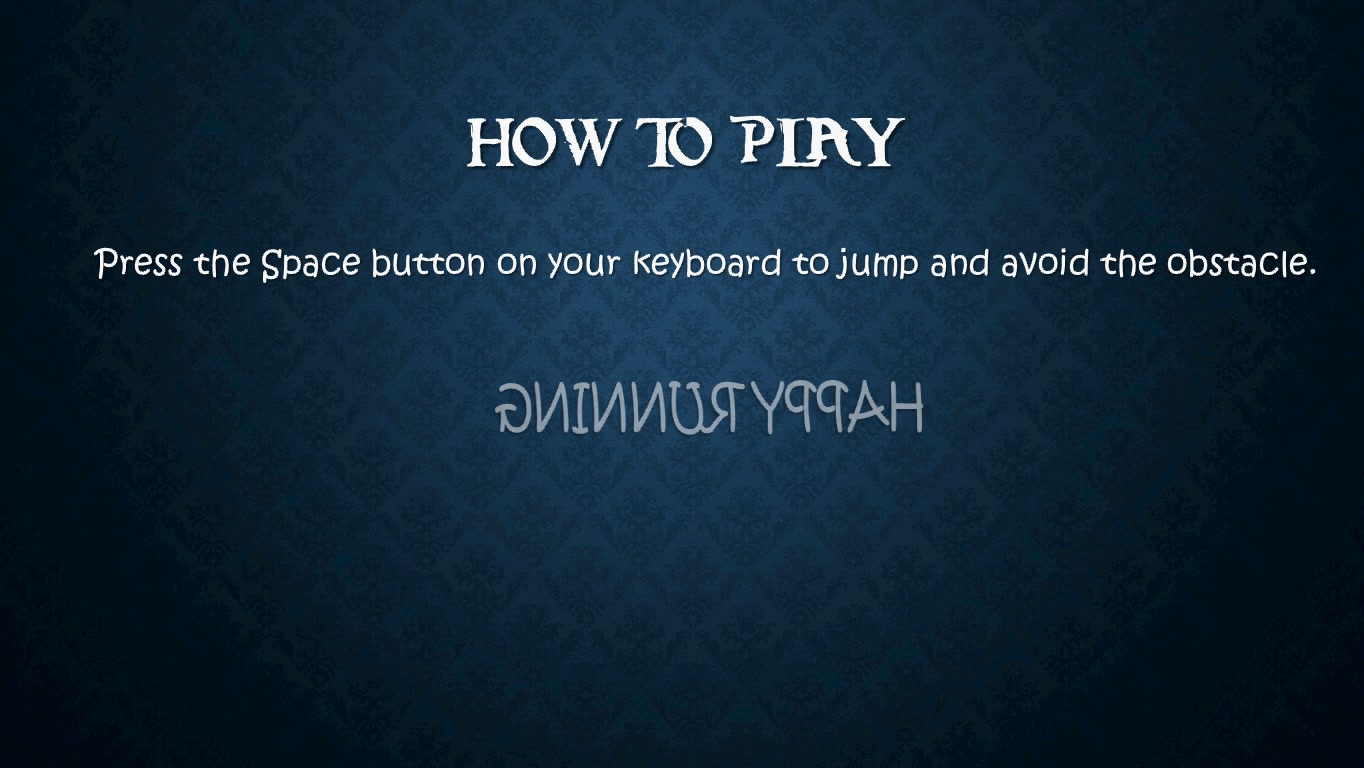 HOW TO PLAY
Press the Space button on your keyboard to jump and avoid the obstacle.
HAPPY RUNNING